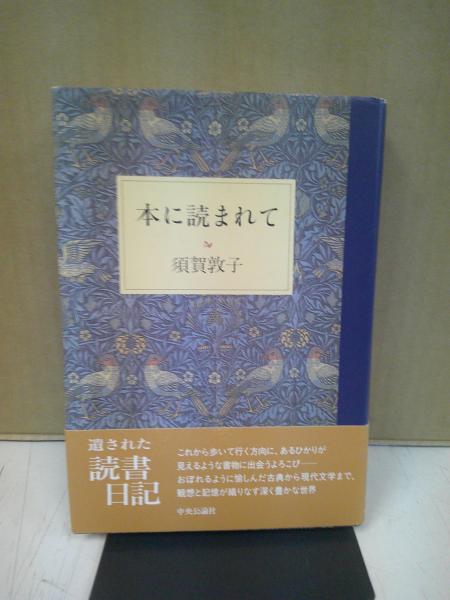 本に読まれて
須賀敦子
遺された
読書
日記
これから歩いて行く方向に、あるひかりが
見えるような書物に出会うよろこび——
おぼれるように愉しんだ古典から現代文学まで、
観想と記憶が織りなす深く豊かな世界
中央公論社